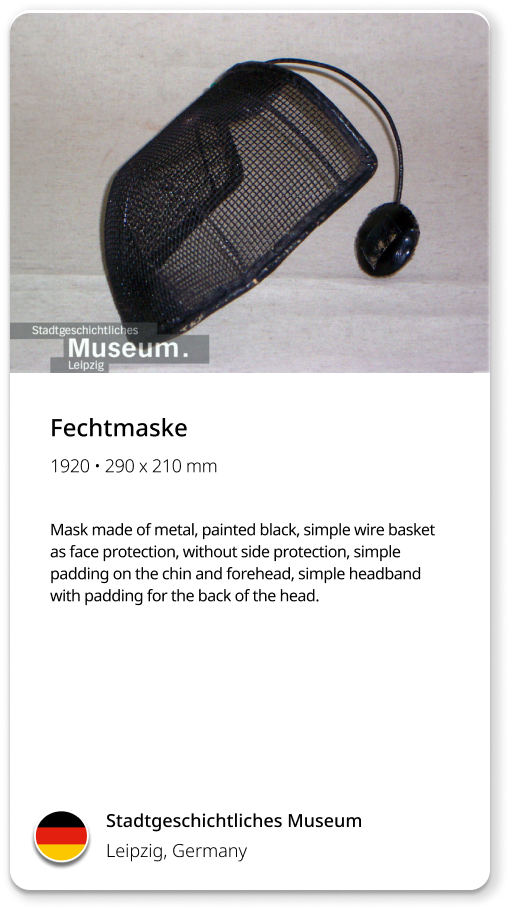 Stadtgeschichtliches
Museum.
Leipzig
Fechtmaske
1920 • 290 x 210 mm
Mask made of metal, painted black, simple wire basket
as face protection, without side protection, simple
padding on the chin and forehead, simple headband
with padding for the back of the head.
Stadtgeschichtliches Museum
Leipzig, Germany